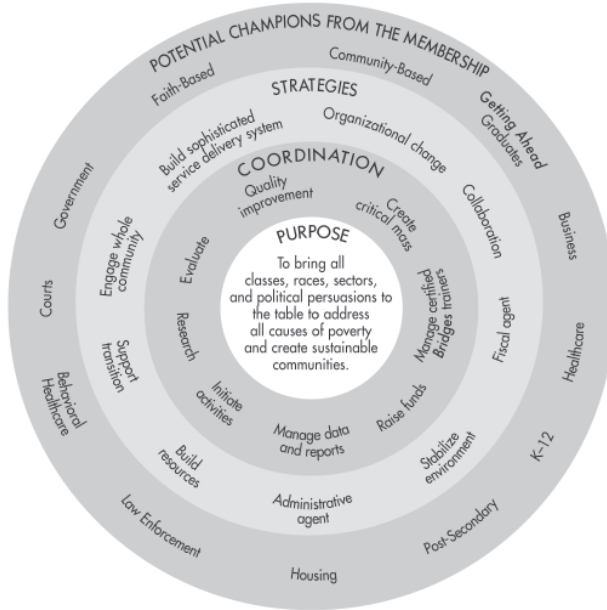 POTENTIAL CHAMPIONS FROM THE MEMBERSHIP
Faith-Based
Community-Based
Getting Ahead
Graduates
Business
Healthcare
K–12
Post-Secondary
Housing
Law Enforcement
Behavioral
Healthcare
Courts
Government
STRATEGIES
Build sophisticated
service delivery system
Organizational change
Collaboration
Fiscal agent
Stabilize
environment
Administrative
agent
Build
resources
Support
transition
Engage whole
community
COORDINATION
Quality
improvement
Create
critical mass
Manage certified
Bridges trainers
Raise funds
Manage data
and reports
Initiate
activities
Research
Evaluate
PURPOSE
To bring all
classes, races, sectors,
and political persuasions to
the table to address
all causes of poverty
and create sustainable
communities.